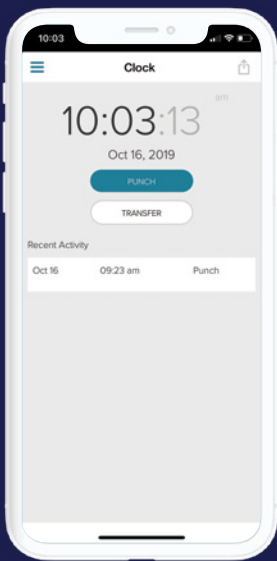 10:03
Clock
am
10:03:13
Oct 16, 2019
PUNCH
TRANSFER
Recent Activity
Oct 16 09:23 am Punch